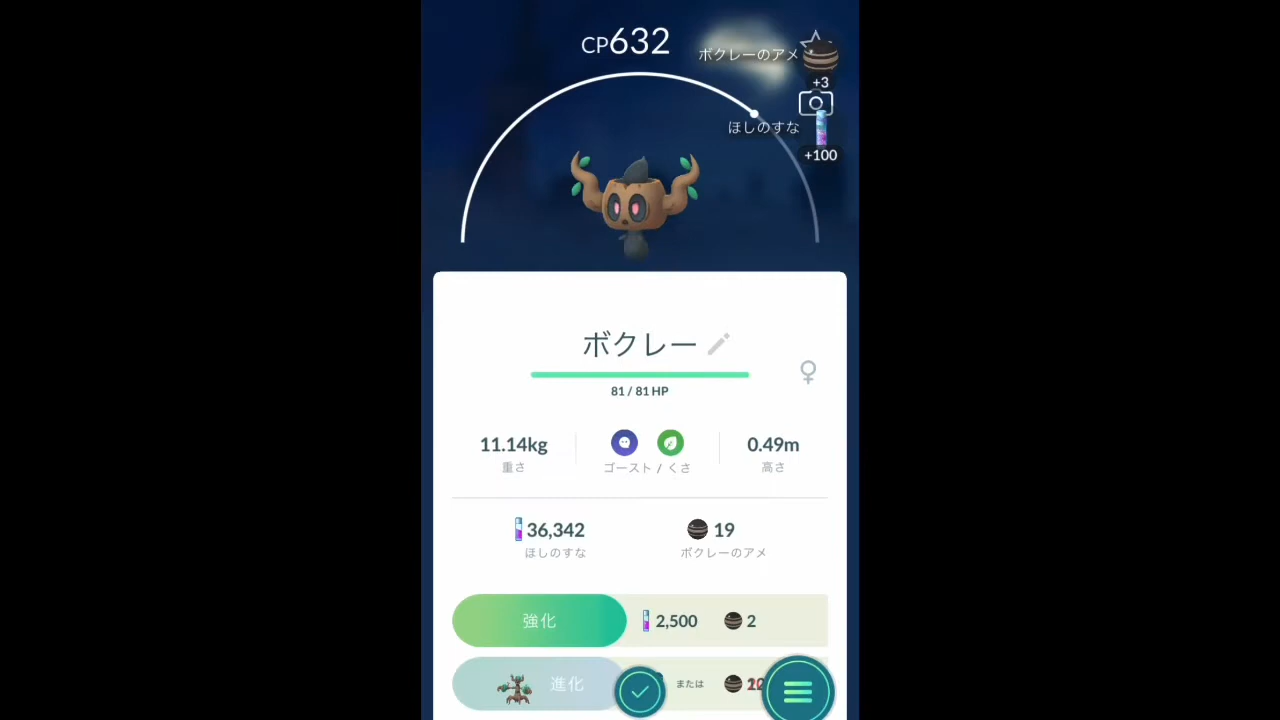 CP632
ボクレーのアメ
+3
ほしのすな
+100
ボクレー
81 / 81 HP
11.14kg
重さ
ゴースト / くさ
0.49m
高さ
36,342
ほしのすな
19
ボクレーのアメ
強化
2,500
2
進化
または